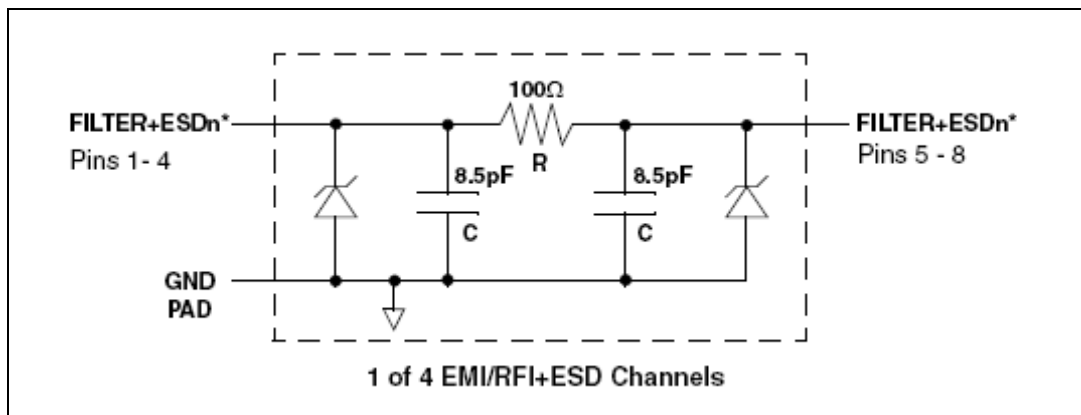 100Ω
FILTER+ESDn*
FILTER+ESDn*
Pins 1- 4
Pins 5 - 8
R
8.5pF
8.5pF
C
C
GND
PAD
1 of 4 EMI/RFI+ESD Channels